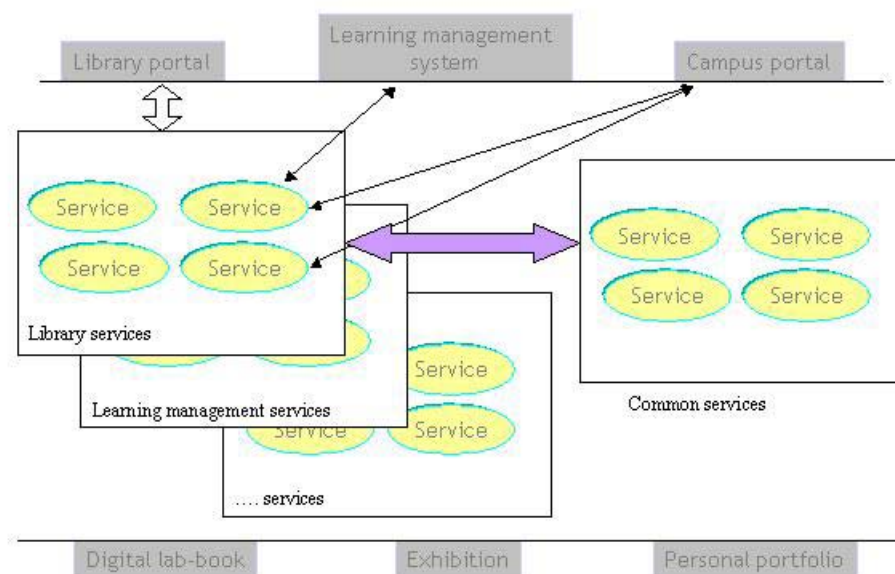 Library portal
Learning management
system
Campus portal
Service
Service
Service
Service
Library services
Learning management services
Service
Service
Service
.... services
Service
Service
Service
Service
Common services
Digital lab-book
Exhibition
Personal portfolio